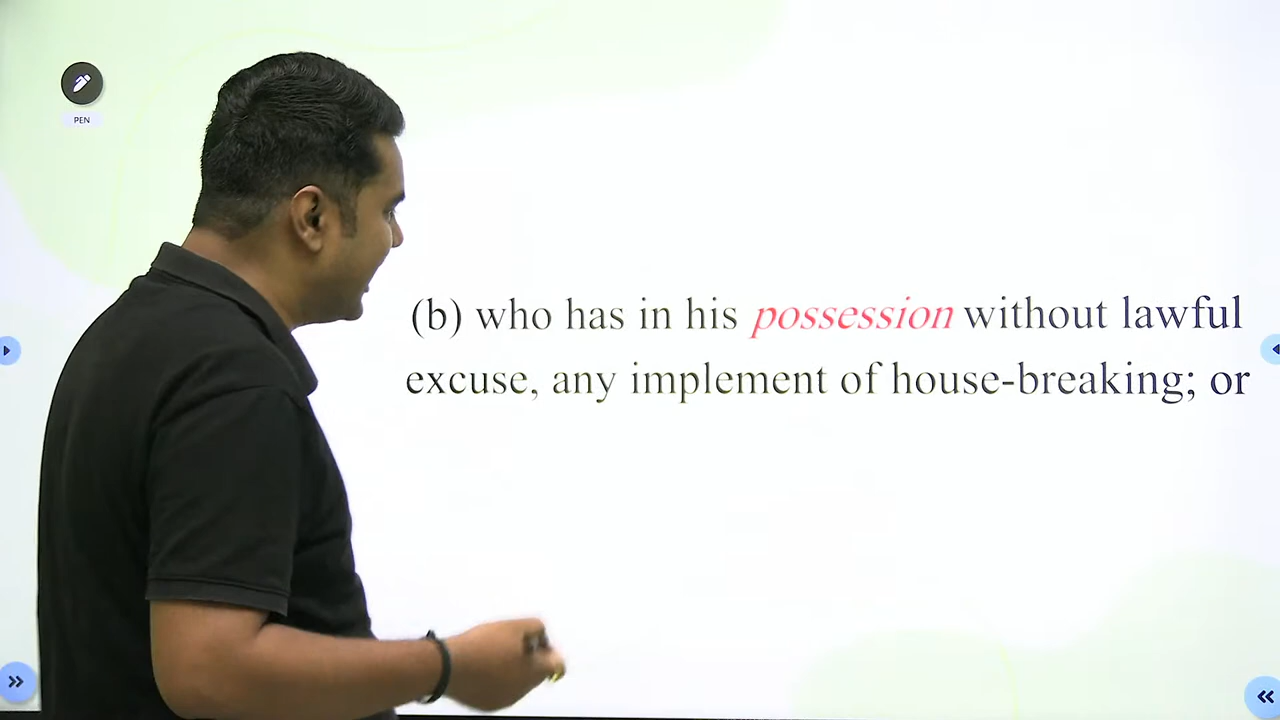 PEN
(b) who has in his possession without lawful
excuse, any implement of house-breaking; or